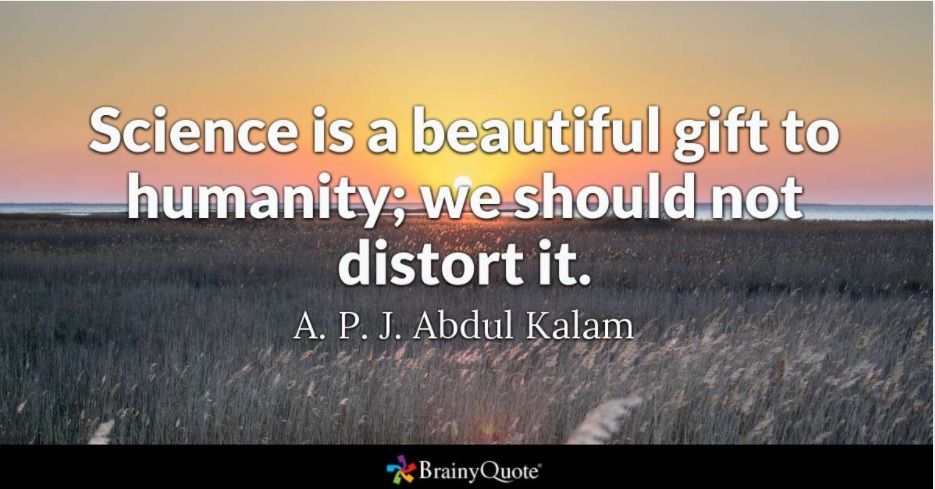 Science is a beautiful gift to
humanity; we should not
distort it.
A. P. J. Abdul Kalam
BrainyQuote®